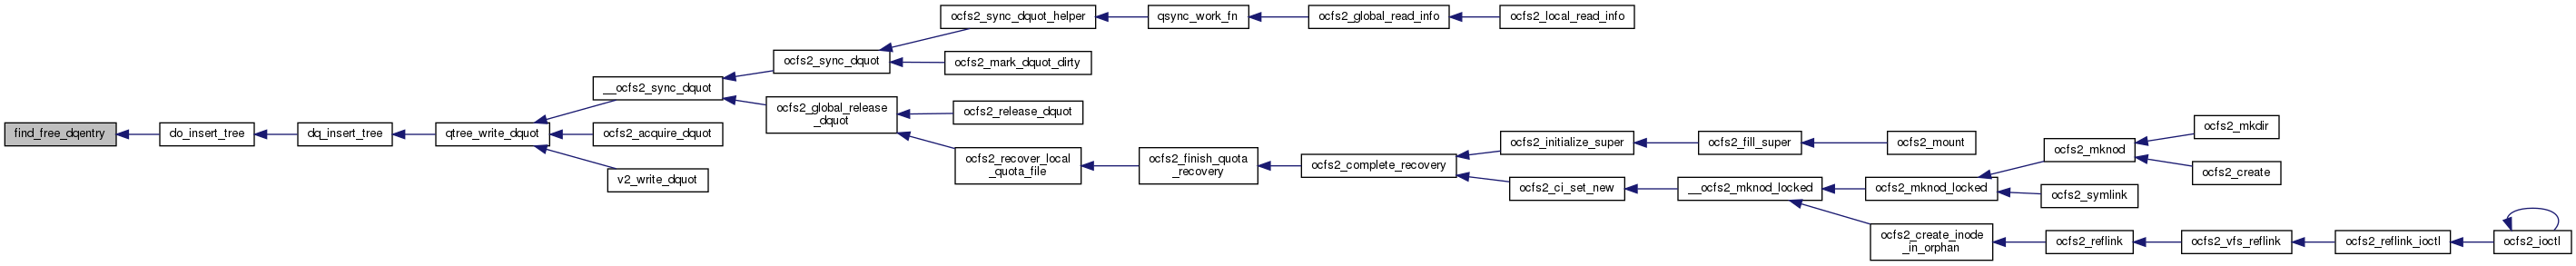 find_free_dqentry
do_insert_tree
dq_insert_tree
qtree_write_dquot
__ocfs2_sync_dquot
ocfs2_sync_dquot
ocfs2_sync_dquot_helper
qsync_work_fn
ocfs2_global_read_info
ocfs2_local_read_info
ocfs2_mark_dquot_dirty
ocfs2_global_release
_dquot
ocfs2_release_dquot
ocfs2_recover_local
_quota_file
ocfs2_finish_quota
_recovery
ocfs2_complete_recovery
ocfs2_initialize_super
ocfs2_fill_super
ocfs2_mount
ocfs2_ci_set_new
__ocfs2_mknod_locked
ocfs2_mknod_locked
ocfs2_mknod
ocfs2_mkdir
ocfs2_create
ocfs2_symlink
ocfs2_create_inode
_in_orphan
ocfs2_reflink
ocfs2_vfs_reflink
ocfs2_reflink_ioctl
ocfs2_ioctl
ocfs2_acquire_dquot
v2_write_dquot